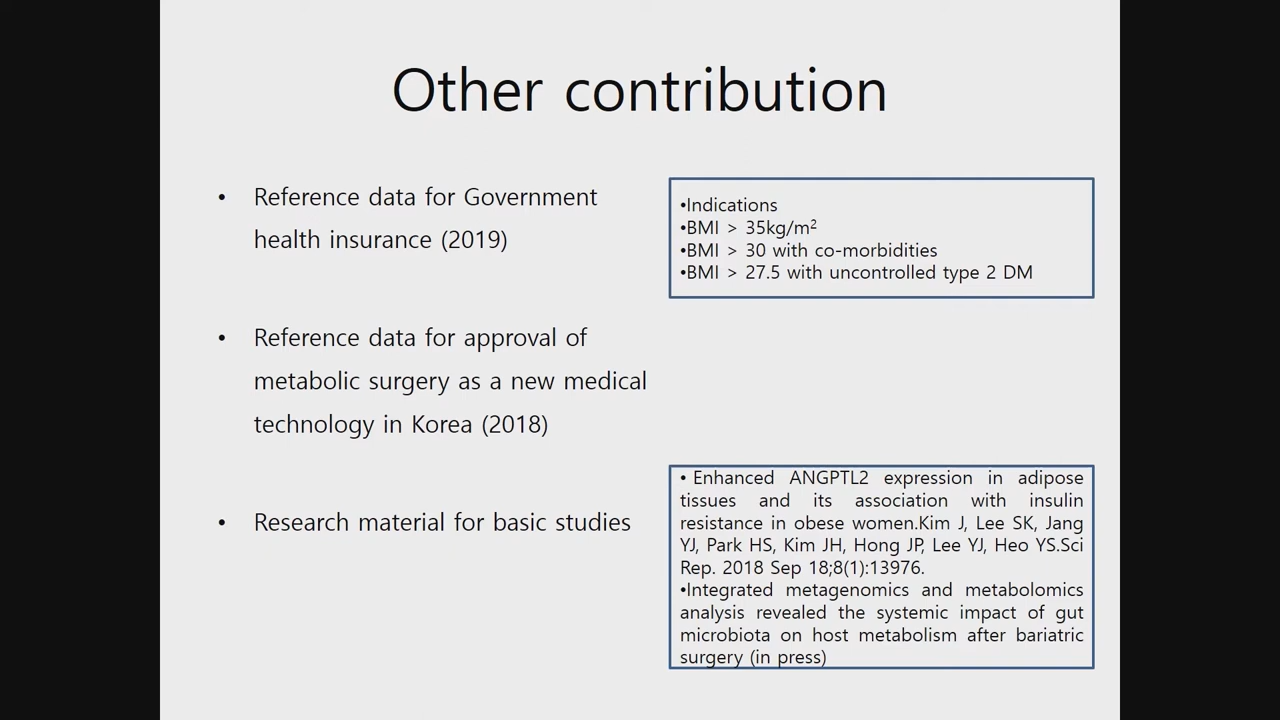 Other contribution
• Reference data for Government
health insurance (2019)
•Indications
•BMI > 35kg/m²
•BMI > 30 with co-morbidities
•BMI > 27.5 with uncontrolled type 2 DM
• Reference data for approval of
metabolic surgery as a new medical
technology in Korea (2018)
• Research material for basic studies
• Enhanced ANGPTL2 expression in adipose
tissues and its association with insulin
resistance in obese women.Kim J, Lee SK, Jang
YJ, Park HS, Kim JH, Hong JP, Lee YJ, Heo YS.Sci
Rep. 2018 Sep 18;8(1):13976.
•Integrated metagenomics and metabolomics
analysis revealed the systemic impact of gut
microbiota on host metabolism after bariatric
surgery (in press)